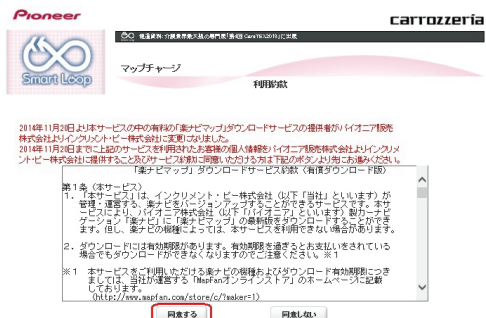 Pioneer
carrozzeria
Smart Loop
マップチャージ
利用約款
2014年11月20日より本サービスの中の有料の「楽ナビマップ」ダウンロードサービスの提供者がパイオニア販売
株式会社よりインクリメント・ピー株式会社に変更になりました。
2014年11月20日までに上記のサービスを利用されたお客様の個人情報をパイオニア販売株式会社よりインクリメ
ント・ピー株式会社に提供すること及びサービス約款に同意いただける方は下記のボタンより先にお進みください。
「楽ナビマップ」ダウンロードサービス約款(有償ダウンロード版)
第1条(本サービス)
1. 「本サービス」は、インクリメント・ピー株式会社(以下「当社」といいます)が
管理・運営する、楽ナビをバージョンアップすることができるサービスです。本サ
ービスにより、パイオニア株式会社(以下「パイオニア」といいます)製カーナビ
ゲーション「楽ナビ」に「楽ナビマップ」の最新版をダウンロードすることができ
ます。但し、楽ナビの機種によっては、本サービスを利用できない場合があります。
2. ダウンロードには有効期限があります。有効期限を過ぎるとお支払いをされている
場合でもダウンロードができなくなりますのでご注意ください。※1
※1 本サービスをご利用いただける楽ナビの機種およびダウンロード有効期限につき
ましては、当社が運営する「MapFanオンラインストア」のホームページに記載
しております。
(http://www.mapfan.com/store/c/?maker=1)
同意する
同意しない